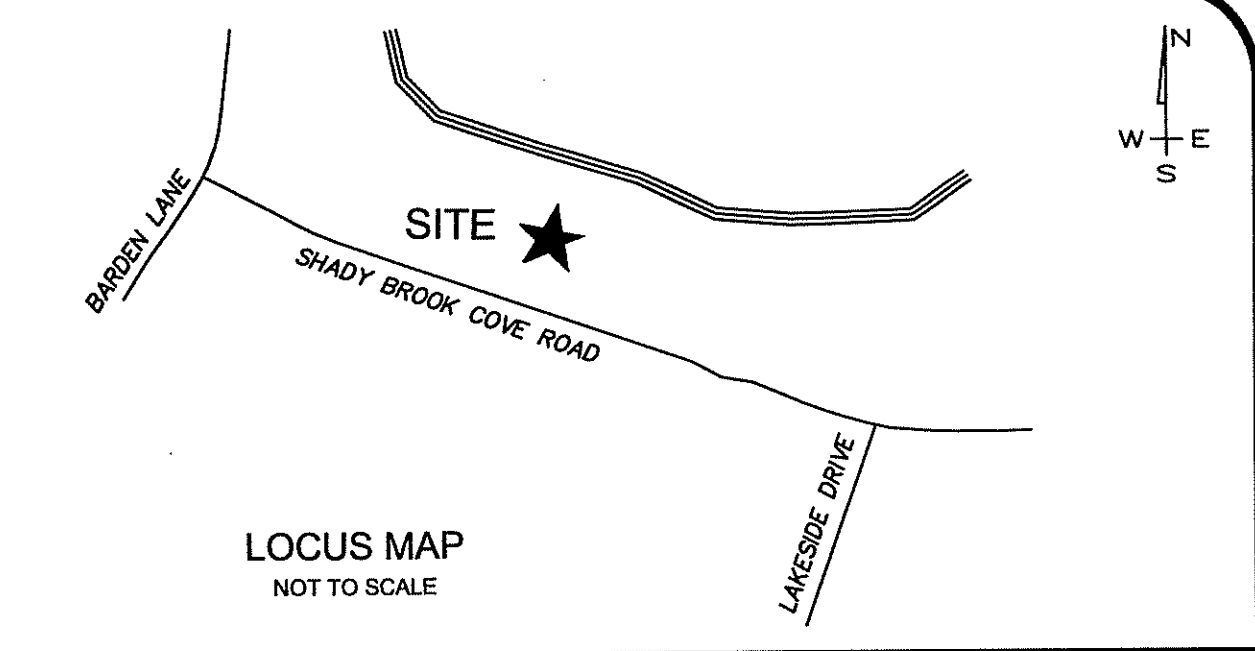 N
W E
S
BARDEN LANE
SITE
SHADY BROOK COVE ROAD
LAKESIDE DRIVE
LOCUS MAP
NOT TO SCALE